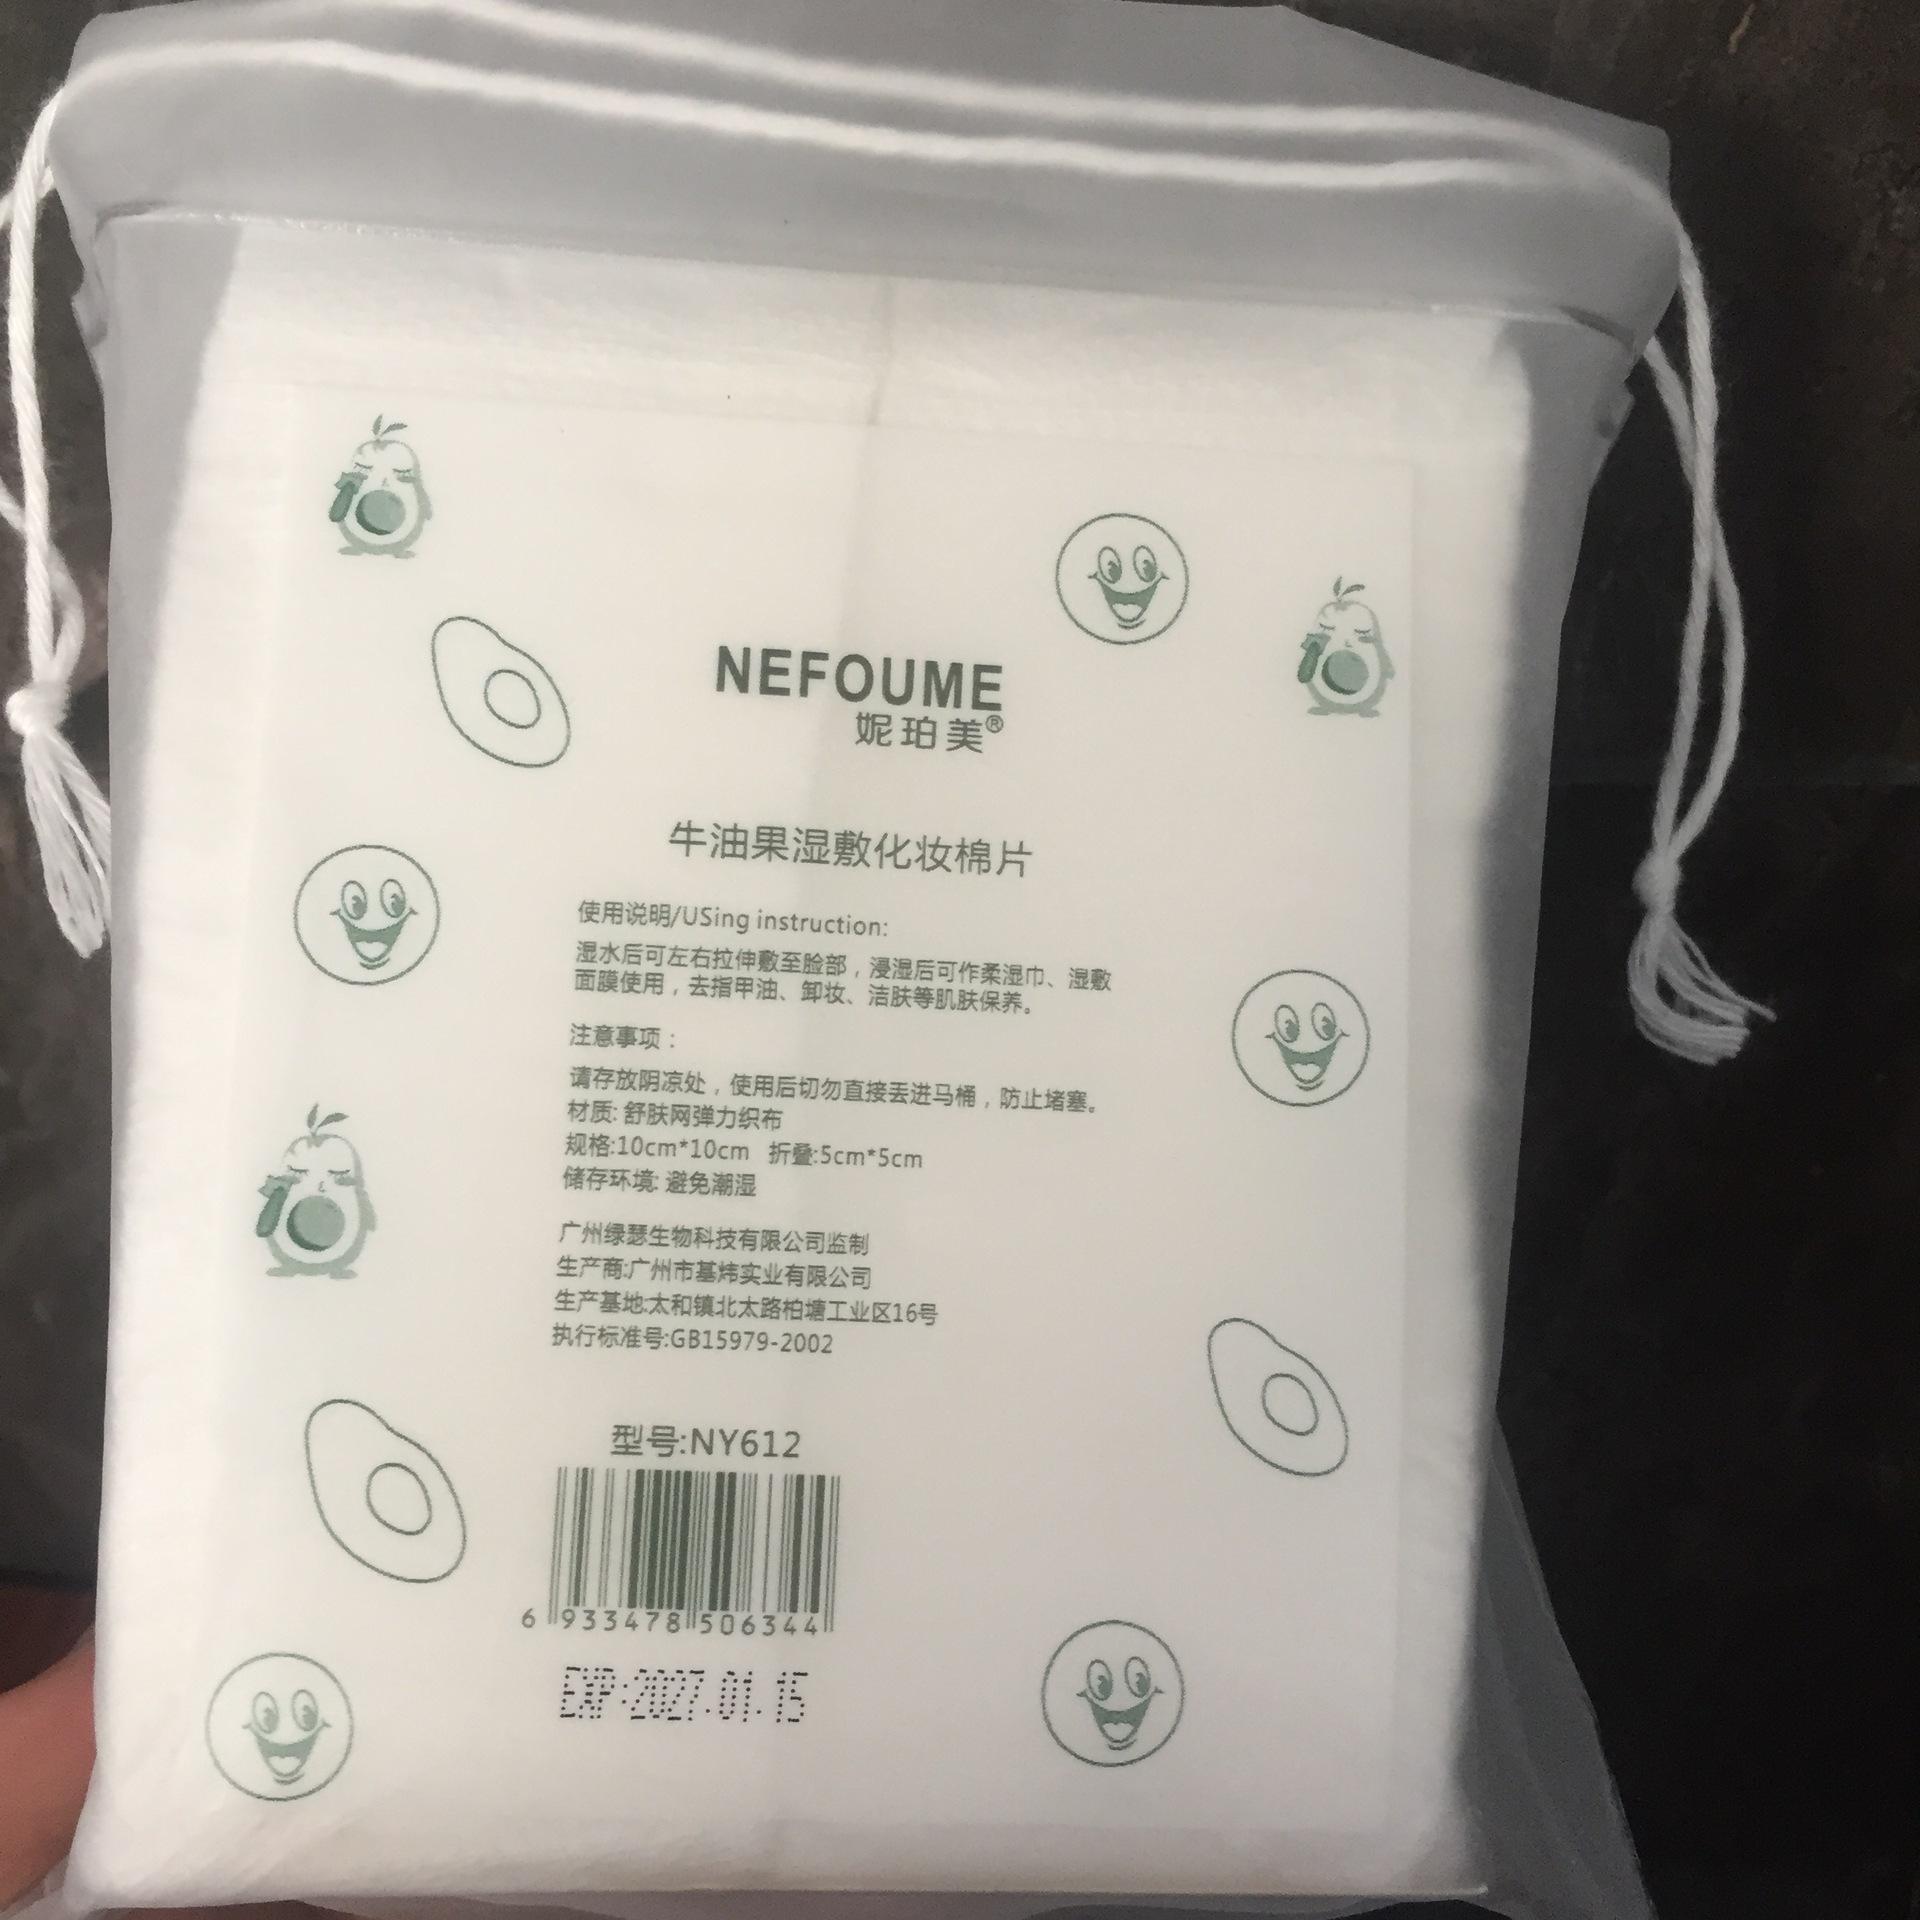 NEFOUME
妮珀美®
牛油果湿敷化妆棉片
使用说明/USing instruction:
湿水后可左右拉伸敷至脸部，浸湿后可作柔湿巾、湿敷
面膜使用，去指甲油、卸妆、洁肤等肌肤保养。
注意事项：
请存放阴凉处，使用后切勿直接丢进马桶，防止堵塞。
材质: 舒肤网弹力织布
规格:10cm*10cm 折叠:5cm*5cm
储存环境: 避免潮湿
广州绿瑟生物科技有限公司监制
生产商:广州市基炜实业有限公司
生产基地:太和镇北太路柏塘工业区16号
执行标准号:GB15979-2002
型号:NY612
6 933478 506344
EXP:2027.01.15